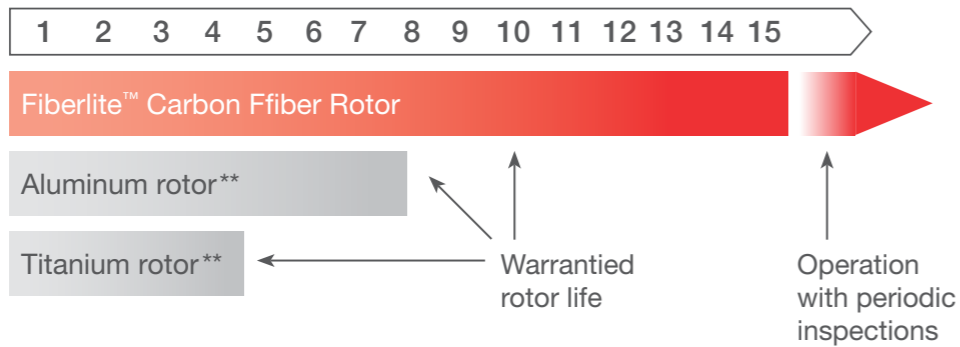 1 2 3 4 5 6 7 8 9 10 11 12 13 14 15
Fiberlite™ Carbon Ffiber Rotor
Aluminum rotor**
Titanium rotor**
Warrantied
rotor life
Operation
with periodic
inspections